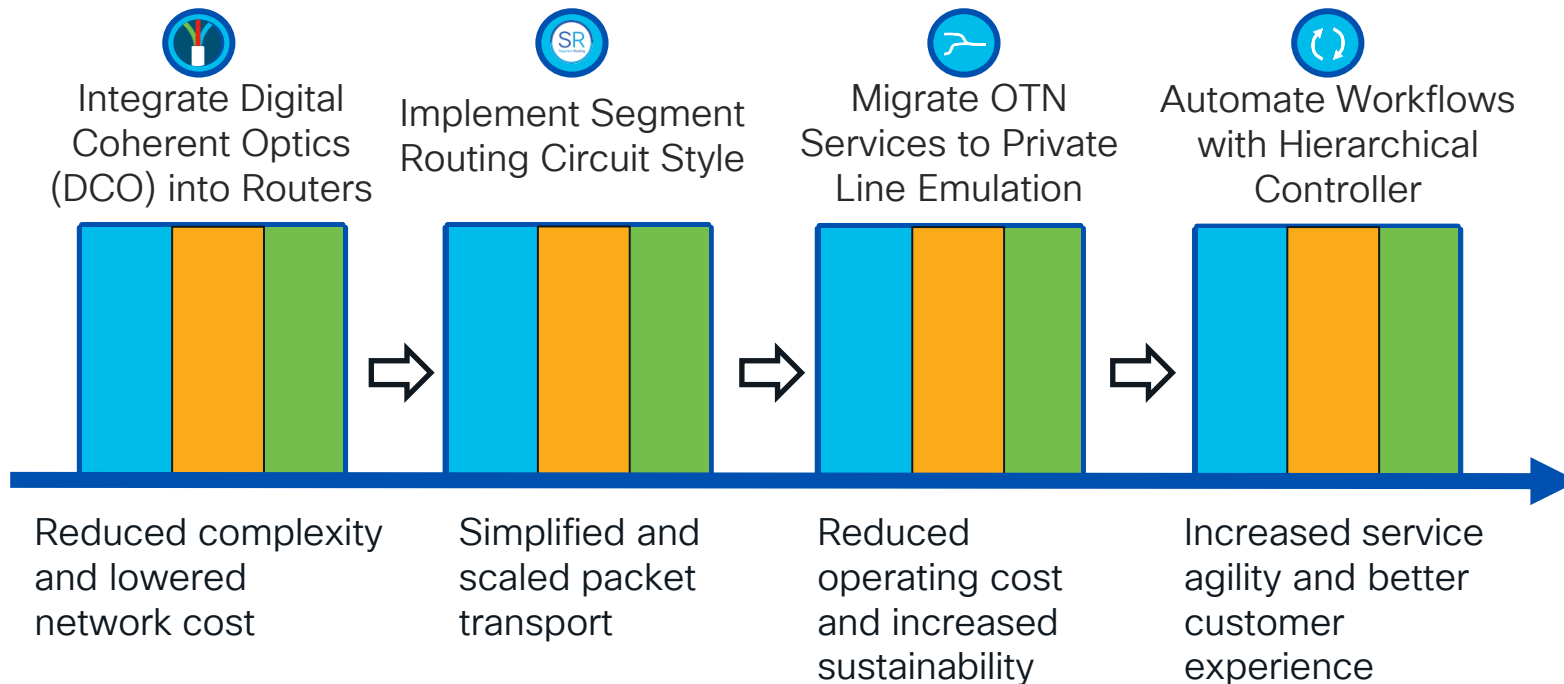 SR
Segment Routing
Integrate Digital
Coherent Optics
(DCO) into Routers
Implement Segment
Routing Circuit Style
Migrate OTN
Services to Private
Line Emulation
Automate Workflows
with Hierarchical
Controller
Reduced complexity
and lowered
network cost
Simplified and
scaled packet
transport
Reduced
operating cost
and increased
sustainability
Increased service
agility and better
customer
experience